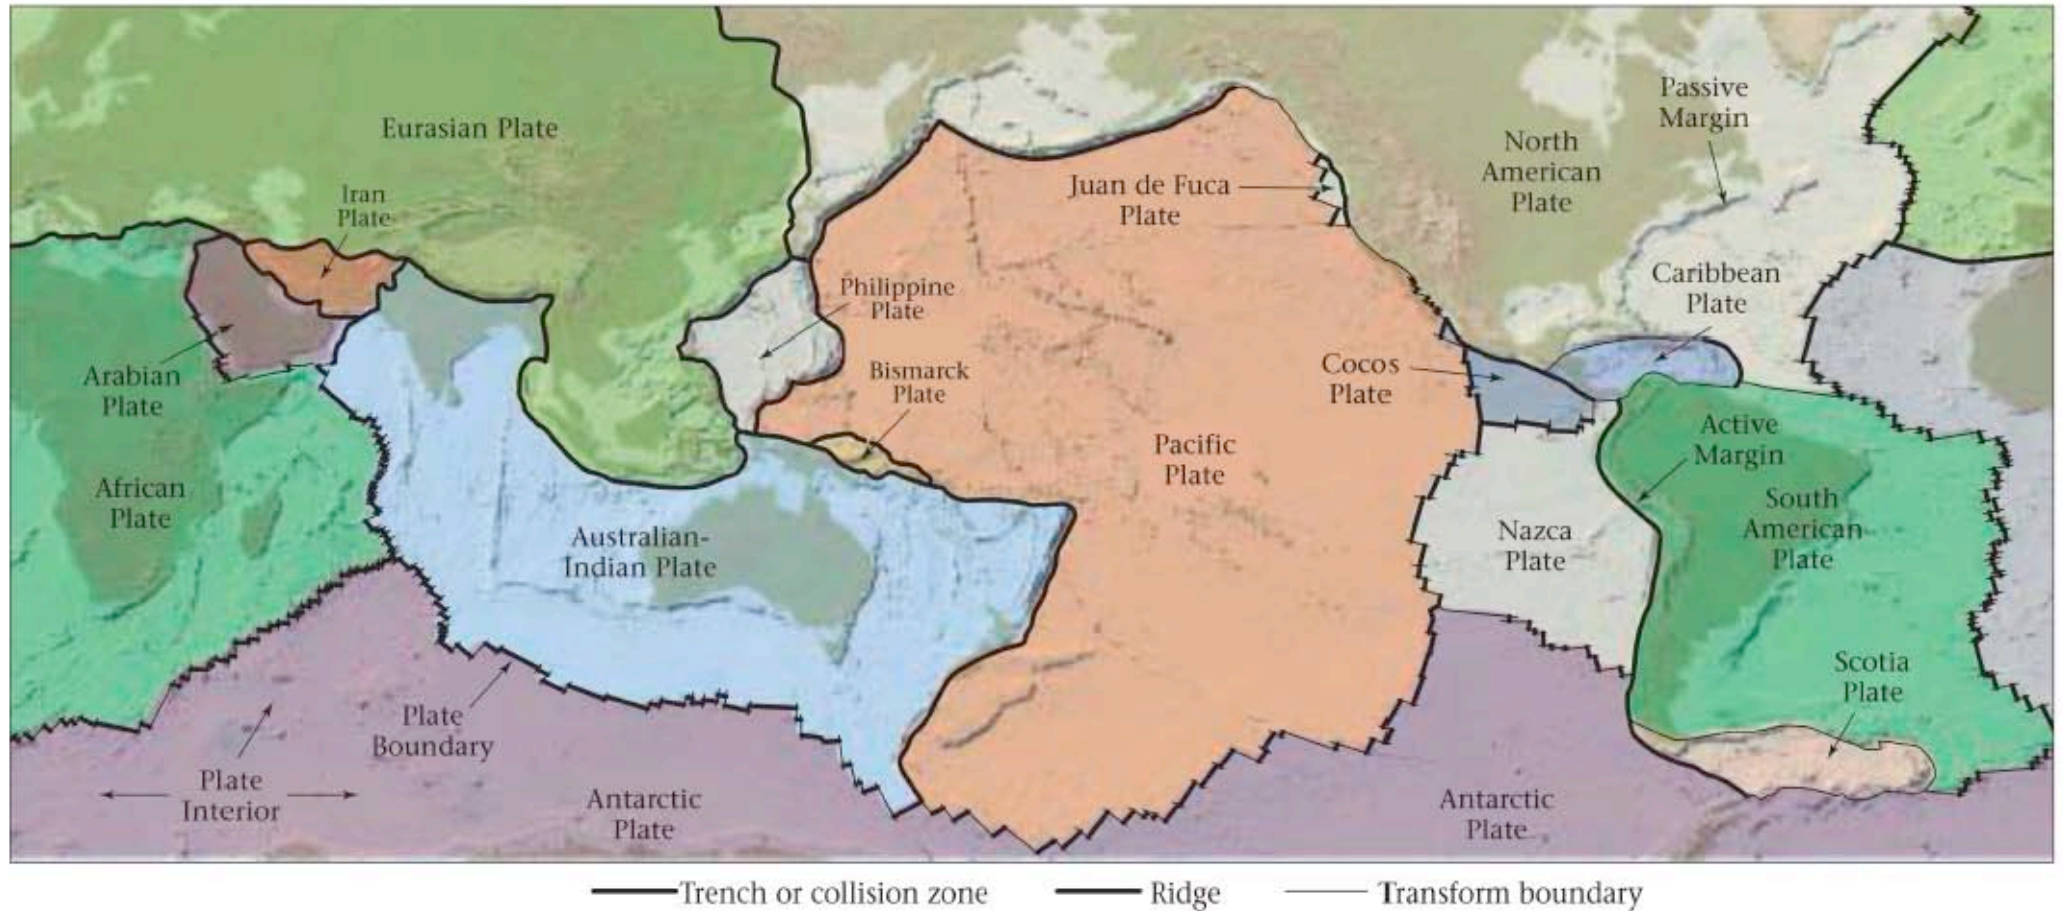 Eurasian Plate
Iran
Plate
Arabian
Plate
African
Plate
Plate
Interior
Plate
Boundary
Antarctic
Plate
Australian-
Indian Plate
Philippine
Plate
Bismarck
Plate
Juan de Fuca
Plate
Pacific
Plate
Cocos
Plate
Nazca
Plate
North
American
Plate
Passive
Margin
Caribbean
Plate
Active
Margin
South
American
Plate
Scotia
Plate
Antarctic
Plate
Trench or collision zone
Ridge
Transform boundary